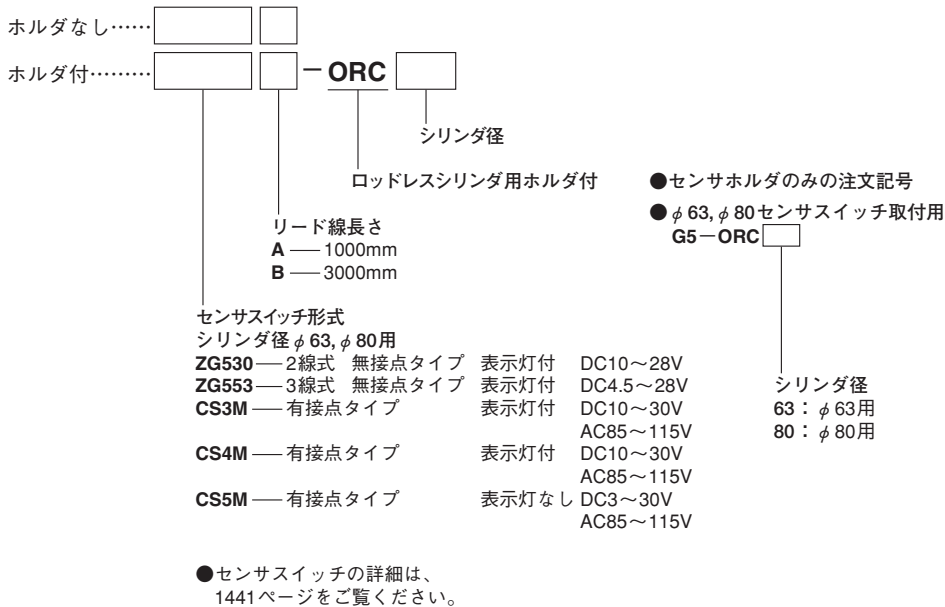 ホルダなし……
ホルダ付………
－ORC
シリンダ径
ロッドレスシリンダ用ホルダ付
リード線長さ
A ── 1000mm
B ── 3000mm
センサスイッチ形式
シリンダ径φ63,φ80用
ZG530 ── 2線式 無接点タイプ 表示灯付 DC10～28V
ZG553 ── 3線式 無接点タイプ 表示灯付 DC4.5～28V
CS3M ── 有接点タイプ 表示灯付 DC10～30V
AC85～115V
CS4M ── 有接点タイプ 表示灯付 DC10～30V
AC85～115V
CS5M ── 有接点タイプ 表示灯なし DC3～30V
AC85～115V
●センサスイッチの詳細は、
1441ページをご覧ください。
●センサホルダのみの注文記号
●φ63,φ80センサスイッチ取付用
G5－ORC
シリンダ径
63：φ63用
80：φ80用